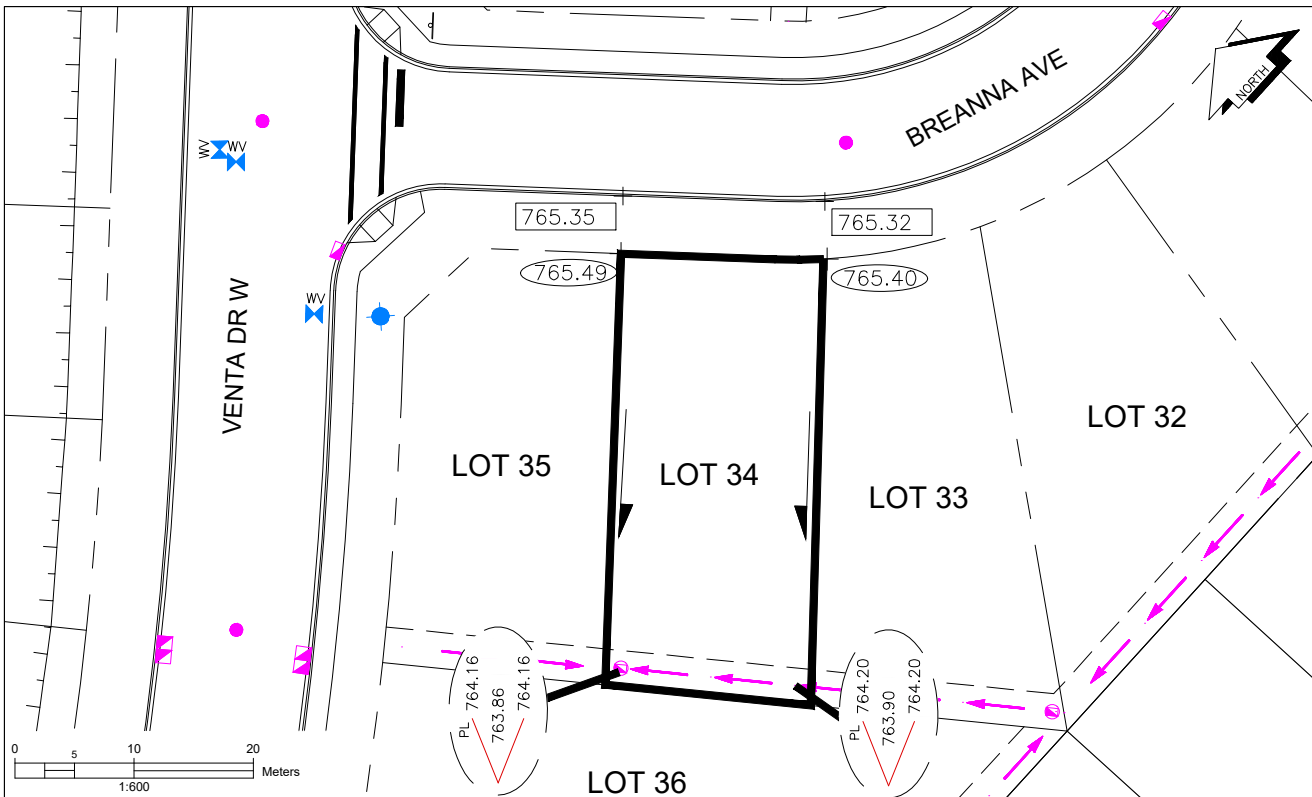 BREANNA AVE
NORTH
WV
WV
765.35
765.32
765.49
765.40
WV
VENTA DR W
LOT 32
LOT 35
LOT 34
LOT 33
PL 764.16
763.86
764.16
PL 764.20
763.90
764.20
0 5 10 20
Meters
1:600
LOT 36